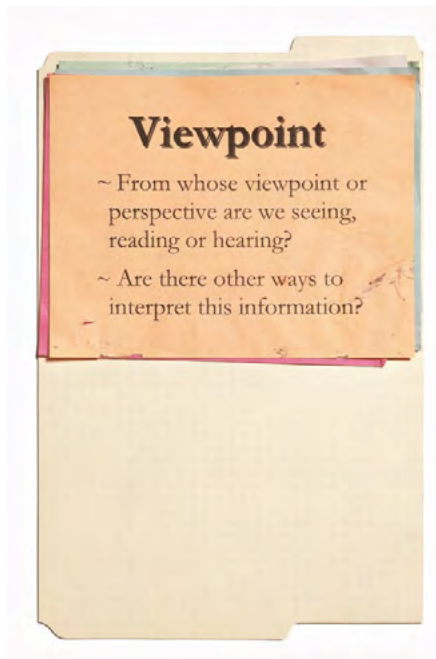 Viewpoint
~ From whose viewpoint or
perspective are we seeing,
reading or hearing?
~ Are there other ways to
interpret this information?